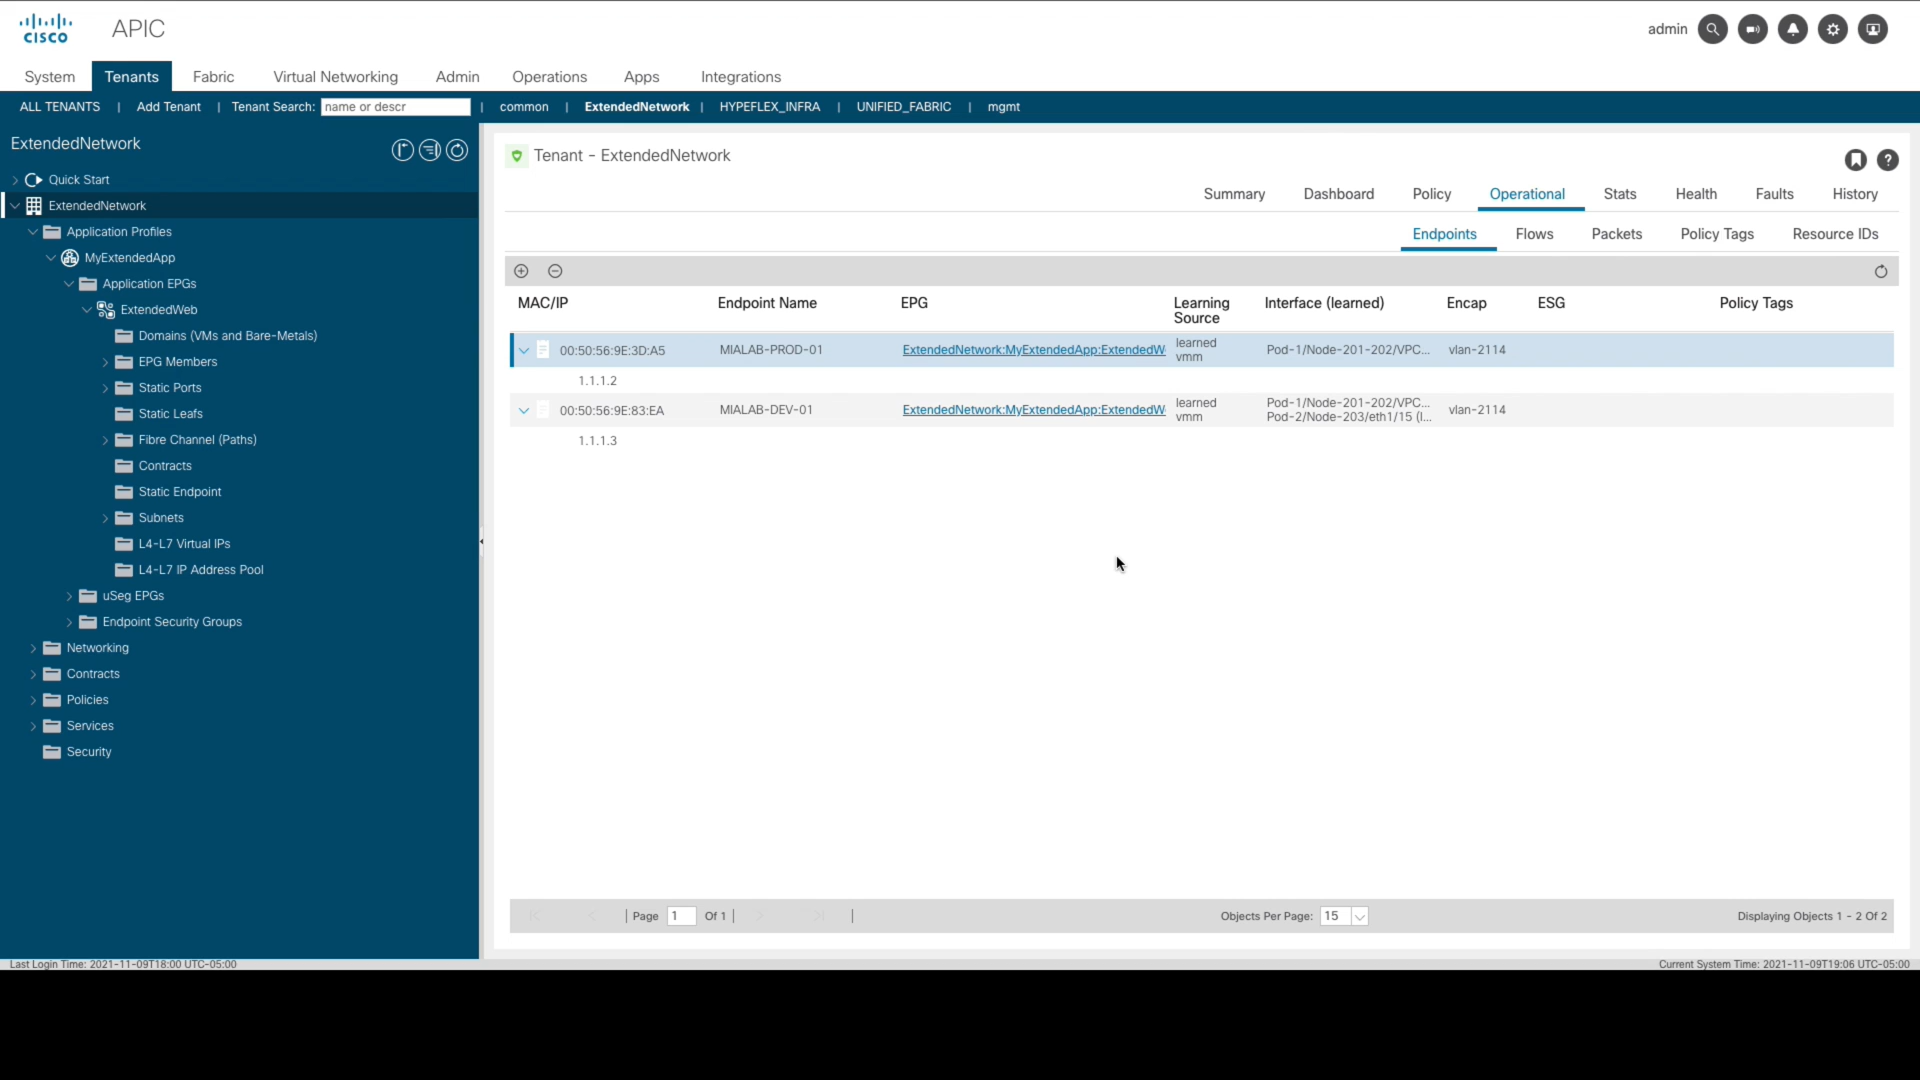 CISCO
APIC
admin
System Tenants Fabric Virtual Networking Admin Operations Apps Integrations
ALL TENANTS | Add Tenant | Tenant Search: name or descr | common | ExtendedNetwork | HYPEFLEX_INFRA | UNIFIED_FABRIC | mgmt
ExtendedNetwork
Quick Start
ExtendedNetwork
Application Profiles
MyExtendedApp
Application EPGs
ExtendedWeb
Domains (VMs and Bare-Metals)
EPG Members
Static Ports
Static Leafs
Fibre Channel (Paths)
Contracts
Static Endpoint
Subnets
L4-L7 Virtual IPs
L4-L7 IP Address Pool
uSeg EPGs
Endpoint Security Groups
Networking
Contracts
Policies
Services
Security
Tenant - ExtendedNetwork
Summary Dashboard Policy Operational Stats Health Faults History
Endpoints Flows Packets Policy Tags Resource IDs
MAC/IP Endpoint Name EPG Learning Source Interface (learned) Encap ESG Policy Tags
00:50:56:9E:3D:A5 MIALAB-PROD-01 ExtendedNetwork:MyExtendedApp:ExtendedW learned vmm Pod-1/Node-201-202/VPC... vlan-2114
1.1.1.2
00:50:56:9E:83:EA MIALAB-DEV-01 ExtendedNetwork:MyExtendedApp:ExtendedW learned vmm Pod-1/Node-201-202/VPC... Pod-2/Node-203/eth1/15 (l... vlan-2114
1.1.1.3
Page 1 Of 1 Objects Per Page: 15 Displaying Objects 1 - 2 Of 2
Last Login Time: 2021-11-09T18:00 UTC-05:00 Current System Time: 2021-11-09T19:06 UTC-05:00